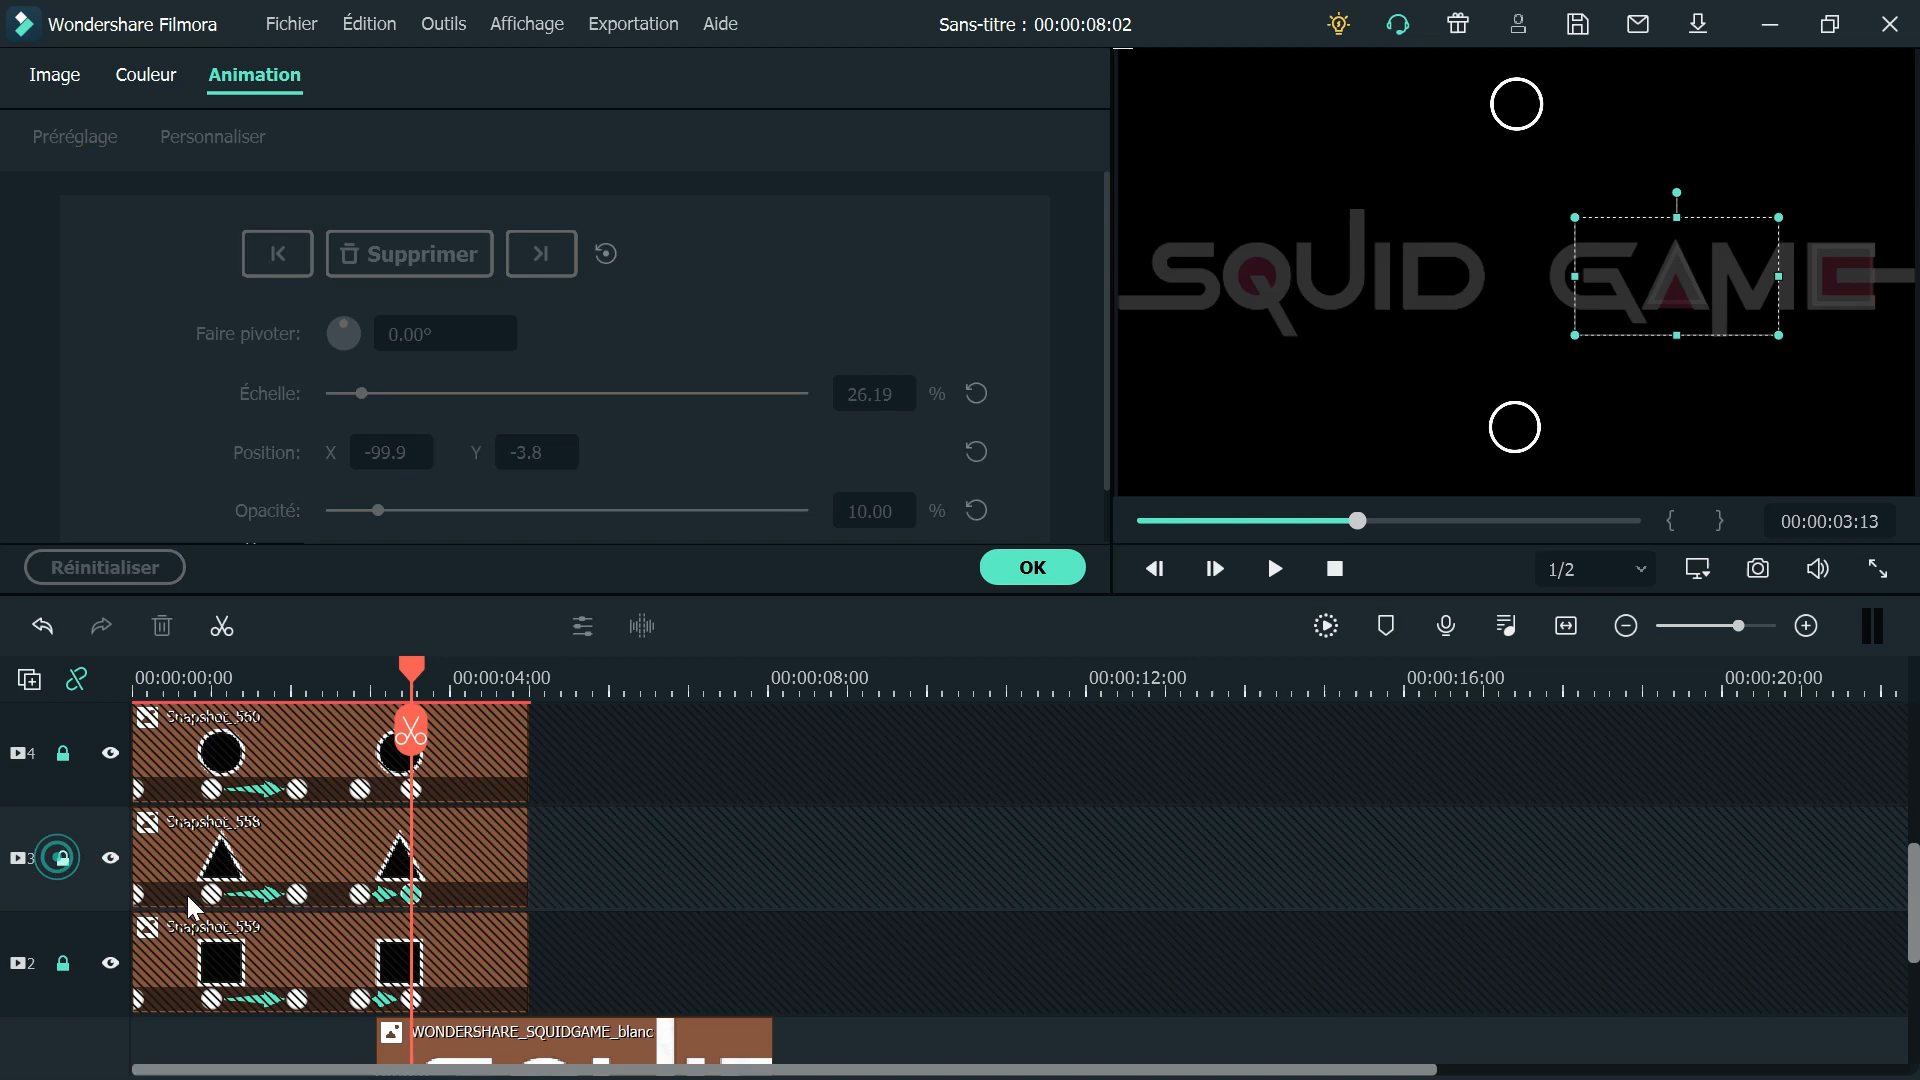 Wondershare Filmora
Fichier Édition Outils Affichage Exportation Aide
Sans-titre : 00:00:08:02
Image Couleur Animation
Préréglage Personnaliser
Supprimer
Faire pivoter: 0.00°
Échelle: 26.19 %
Position: X -99.9 Y -3.8
Opacité: 10.00 %
Réinitialiser OK
SQUID GAME
00:00:03:13
1/2
00:00:00:00 00:00:04:00 00:00:08:00 00:00:12:00 00:00:16:00 00:00:20:00
4
Snapshot_560
3
Snapshot_558
2
Snapshot_559
WONDERSHARE_SQUIDGAME_blanc